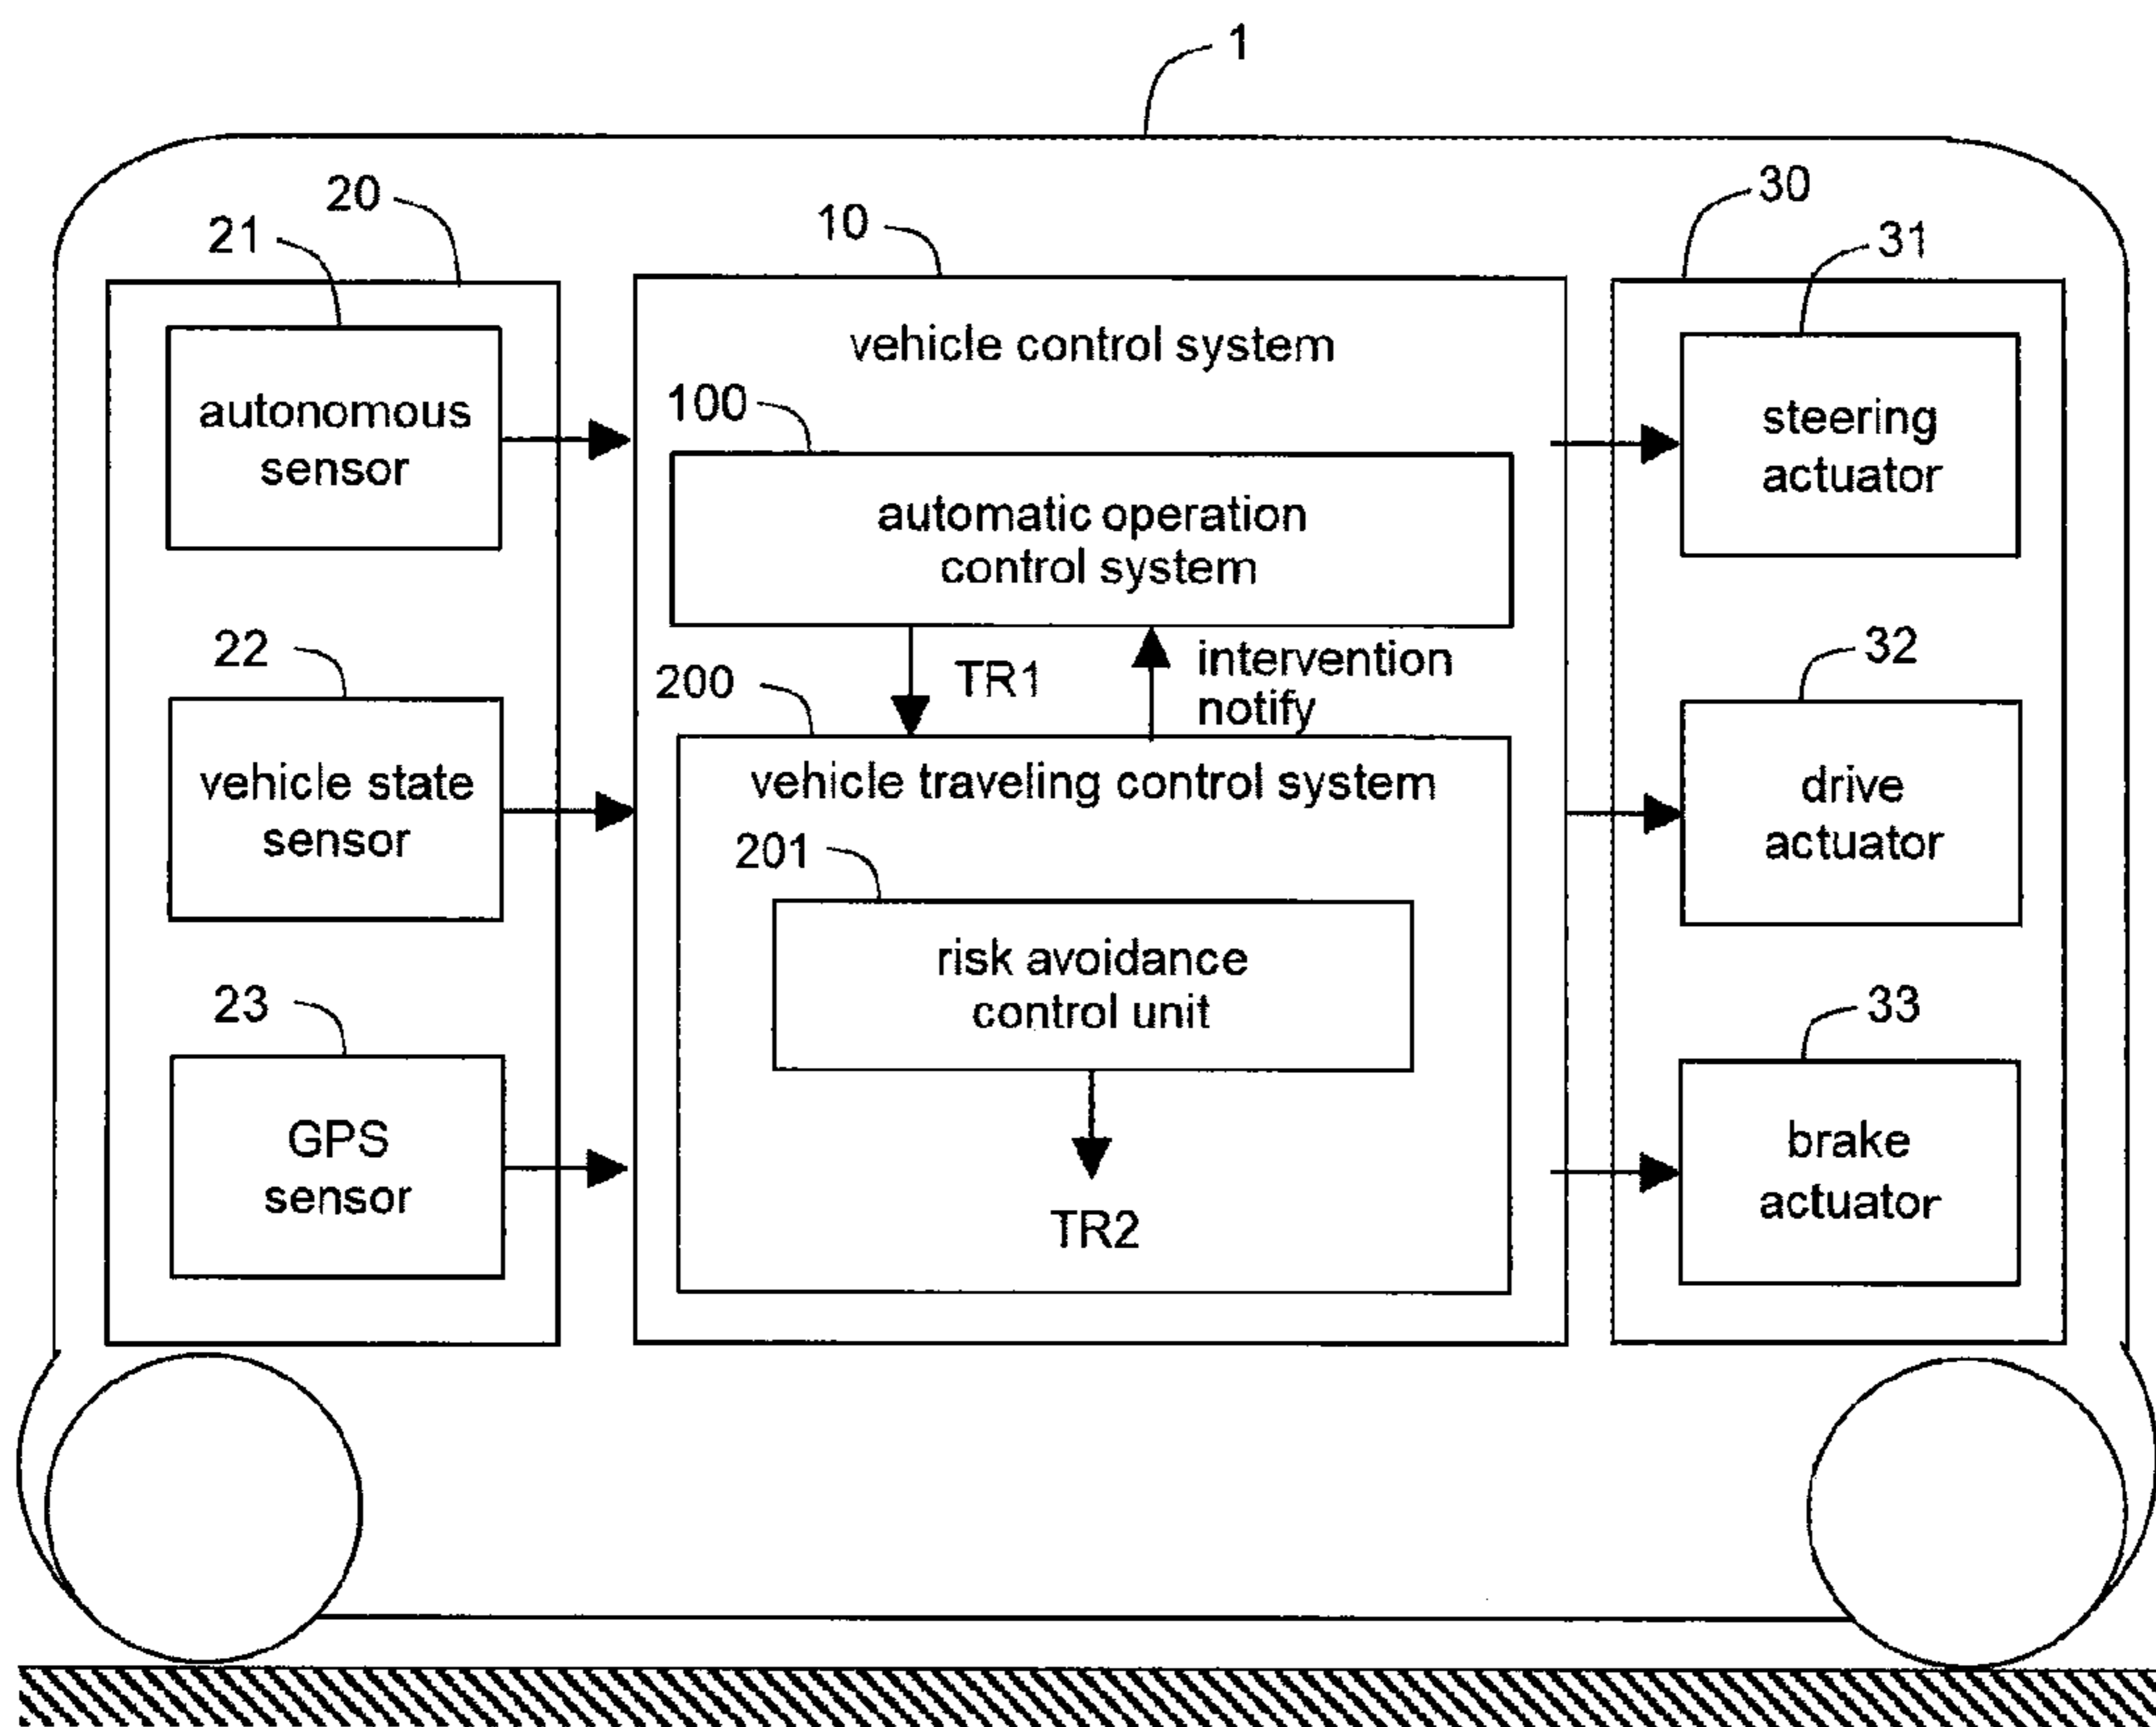 1
20
21
autonomous
sensor
22
vehicle state
sensor
23
GPS
sensor
10
vehicle control system
100
automatic operation
control system
TR1
intervention
notify
200
vehicle traveling control system
201
risk avoidance
control unit
TR2
30
31
steering
actuator
32
drive
actuator
33
brake
actuator